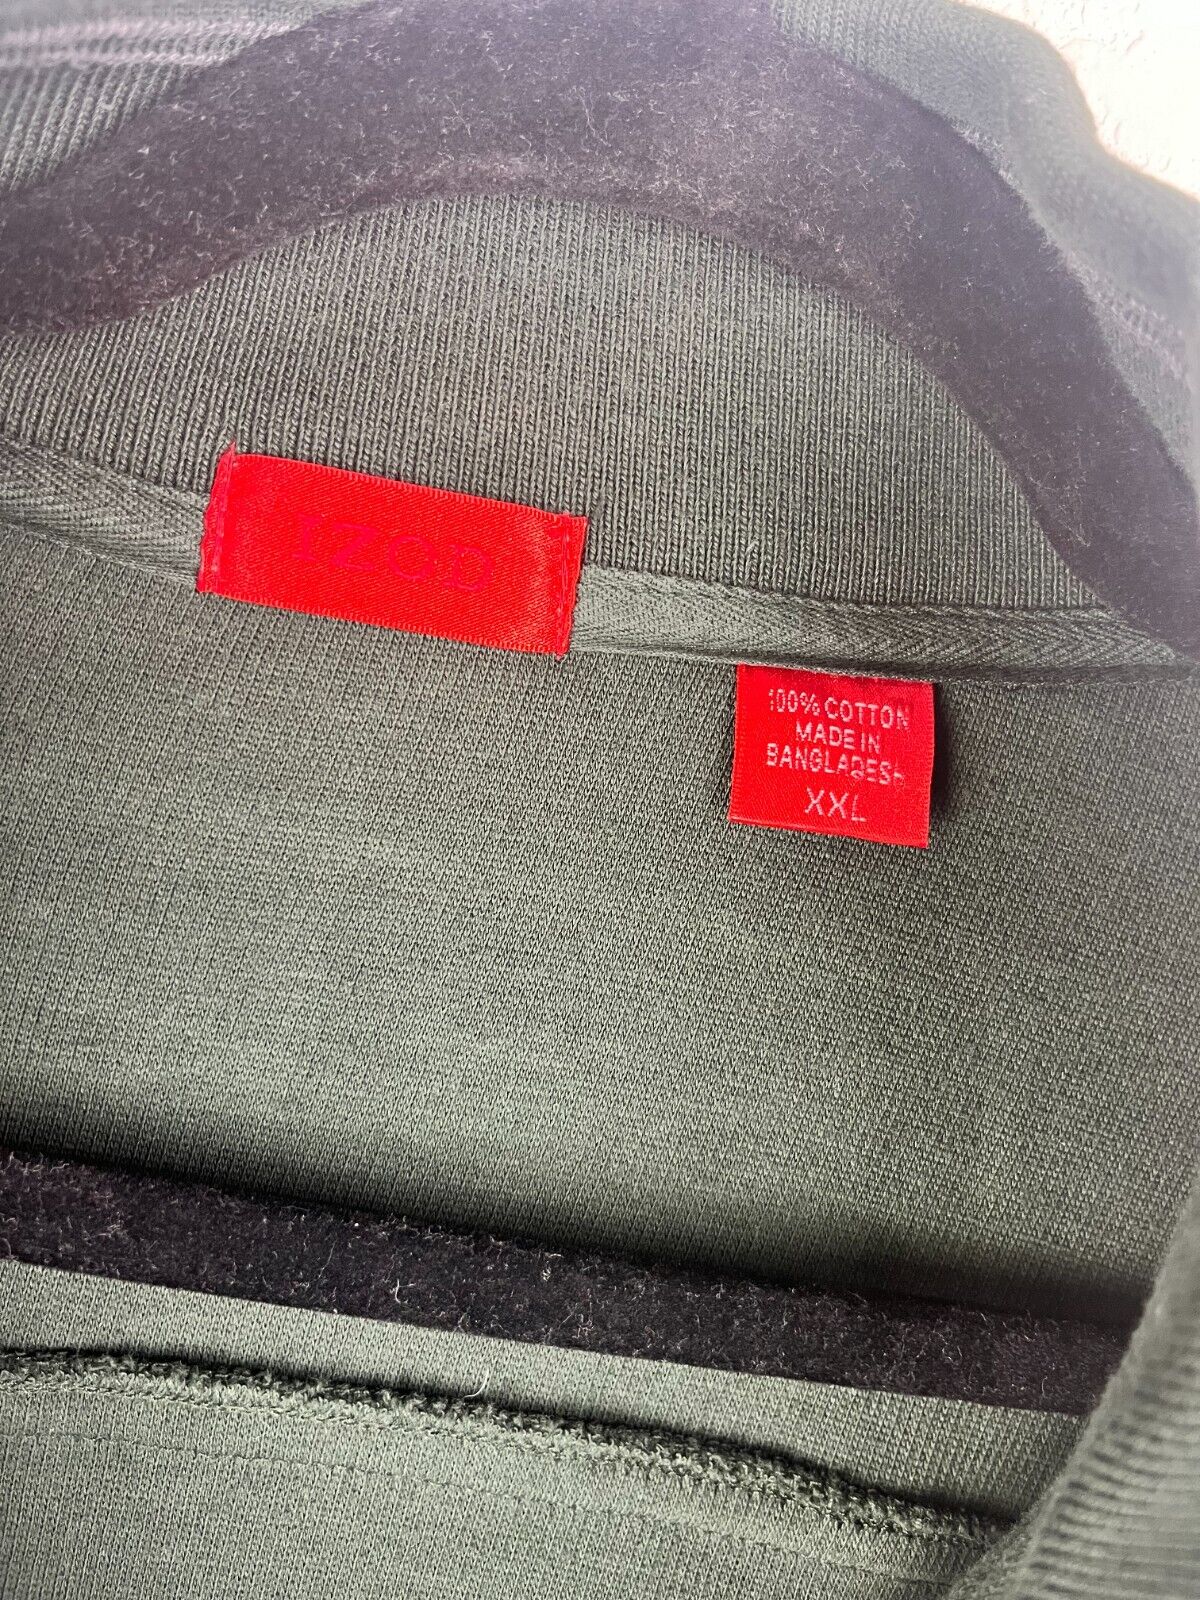 IZOD
100% COTTON
MADE IN
BANGLADESH
XXL